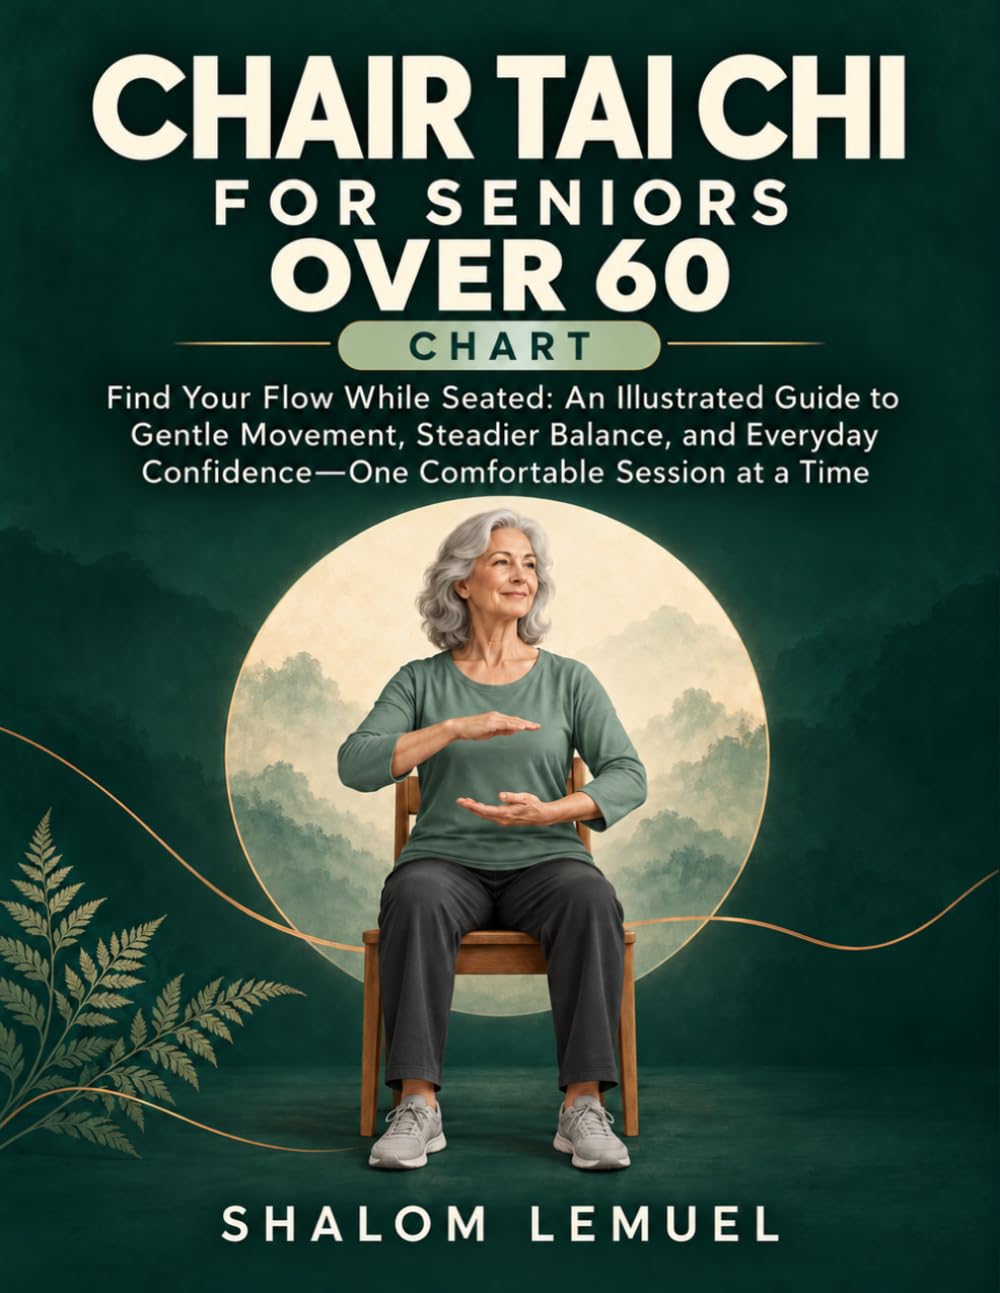 CHAIR TAI CHI
FOR SENIORS
OVER 60
CHART
Find Your Flow While Seated: An Illustrated Guide to
Gentle Movement, Steadier Balance, and Everyday
Confidence—One Comfortable Session at a Time
SHALOM LEMUEL